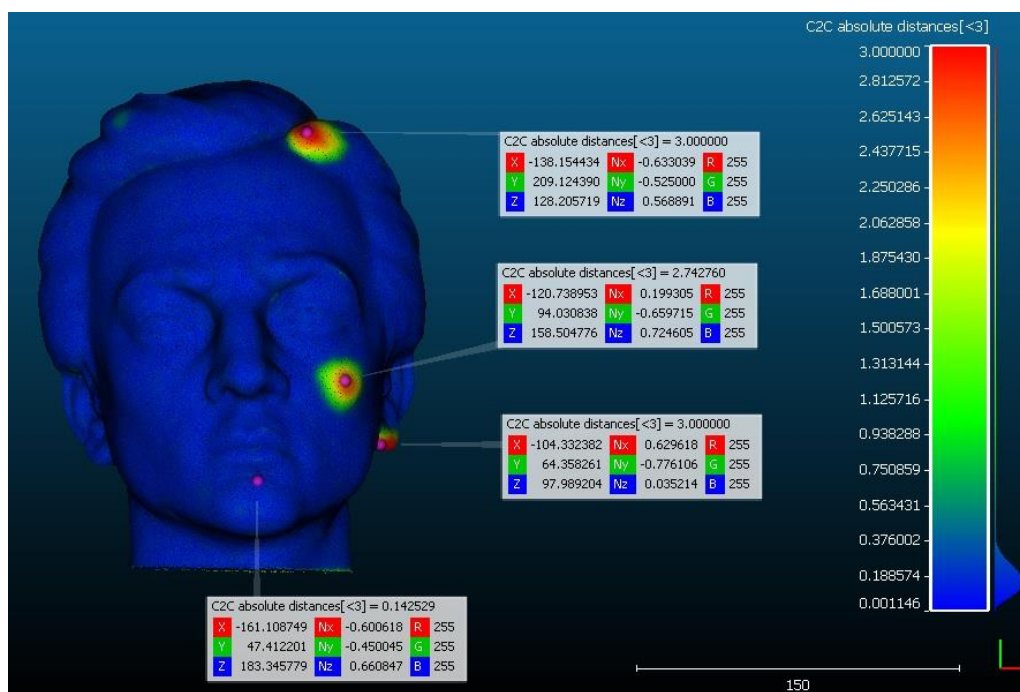 C2C absolute distances[<3]
3.000000
2.812572
2.625143
2.437715
2.250286
2.062858
1.875430
1.688001
1.500573
1.313144
1.125716
0.938288
0.750859
0.563431
0.376002
0.188574
0.001146
C2C absolute distances[<3] = 3.000000
X -138.154434 Nx -0.633039 R 255
Y 209.124390 Ny -0.525000 G 255
Z 128.205719 Nz 0.568891 B 255
C2C absolute distances[<3] = 2.742760
X -120.738953 Nx 0.199305 R 255
Y 94.030838 Ny -0.659715 G 255
Z 158.504776 Nz 0.724605 B 255
C2C absolute distances[<3] = 3.000000
X -104.332382 Nx 0.629618 R 255
Y 64.358261 Ny -0.776106 G 255
Z 97.989204 Nz 0.035214 B 255
C2C absolute distances[<3] = 0.142529
X -161.108749 Nx -0.600618 R 255
Y 47.412201 Ny -0.450045 G 255
Z 183.345779 Nz 0.660847 B 255
150